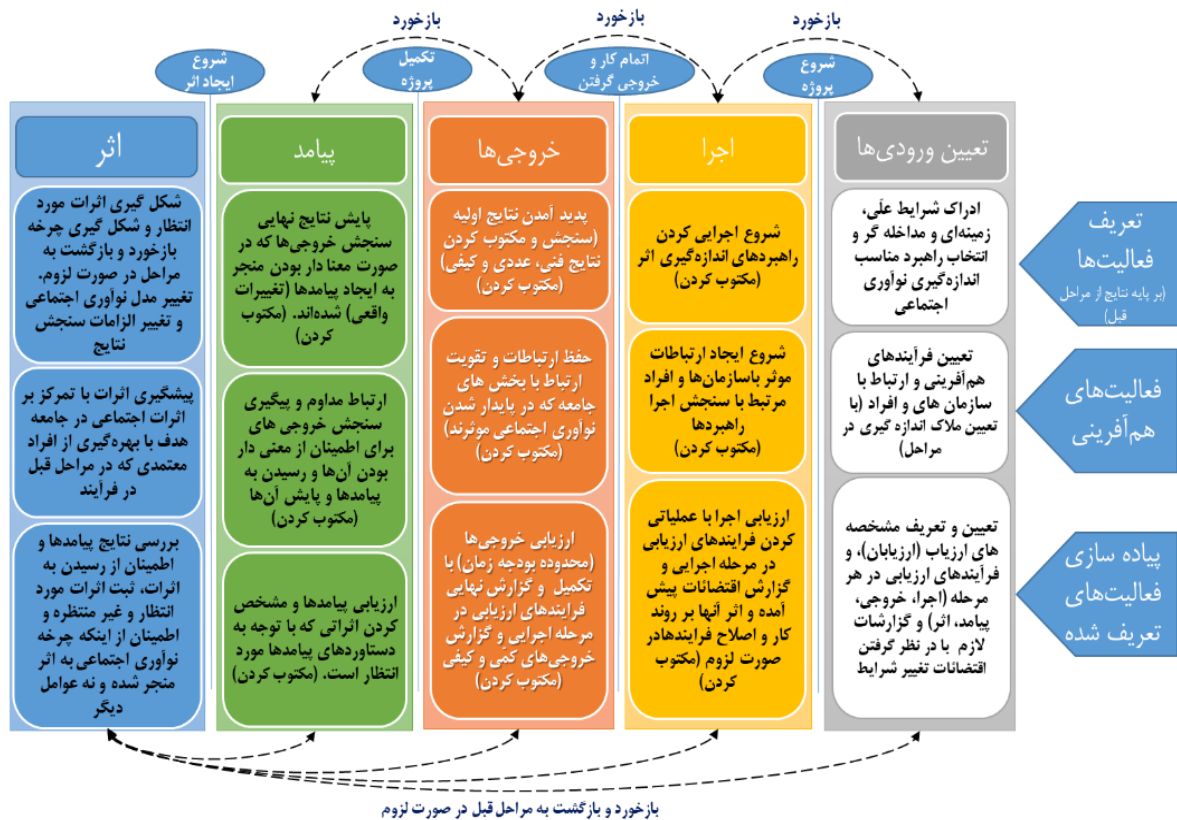 بازخورد
بازخورد
بازخورد
شروع
پروژه
اتمام کار و
خروجی گرفتن
تکمیل
پروژه
شروع
ایجاد اثر
تعیین ورودی‌ها
اجرا
خروجی‌ها
پیامد
اثر
تعریف
فعالیت‌ها
(بر پایه نتایج از مراحل
قبل)
ادراک شرایط علّی،
زمینه‌ای و مداخله گر و
انتخاب راهبرد مناسب
اندازه‌گیری نوآوری
اجتماعی
شروع اجرایی کردن
راهبردهای اندازه‌گیری اثر
(مکتوب کردن)
پدید آمدن نتایج اولیه
(سنجش و مکتوب کردن
نتایج فنی، عددی و کیفی)
(مکتوب کردن)
پایش نتایج نهایی
سنجش خروجی‌ها که در
صورت معنا دار بودن منجر
به ایجاد پیامدها (تغییرات
واقعی) شده‌اند. (مکتوب
کردن)
شکل گیری اثرات مورد
انتظار و شکل گیری چرخه
بازخورد و بازگشت به
مراحل در صورت لزوم.
تغییر مدل نوآوری اجتماعی
و تغییر الزامات سنجش
نتایج
فعالیت‌های
هم‌آفرینی
تعیین فرآیندهای
هم‌آفرینی و ارتباط با
سازمان های و افراد (با
تعیین ملاک اندازه گیری در
مراحل)
شروع ایجاد ارتباطات
موثر باسازمان‌ها و افراد
مرتبط با سنجش اجرا
راهبردها
(مکتوب کردن)
حفظ ارتباطات و تقویت
ارتباط با بخش های
جامعه که در پایدار شدن
نوآوری اجتماعی موثرند)
(مکتوب کردن)
ارتباط مداوم و پیگیری
سنجش خروجی های
برای اطمینان از معنی دار
بودن آن‌ها و رسیدن به
پیامدها و پایش آن‌ها
(مکتوب کردن)
پیشگیری اثرات با تمرکز بر
اثرات اجتماعی در جامعه
هدف با بهره‌گیری از افراد
معتمدی که در مراحل قبل
در فرآیند
پیاده سازی
فعالیت‌های
تعریف شده
تعیین و تعریف مشخصه
های ارزیاب (ارزیابان)، و
فرآیندهای ارزیابی در هر
مرحله (اجرا، خروجی،
پیامد، اثر) و گزارشات
لازم با در نظر گرفتن
اقتضائات تغییر شرایط
ارزیابی اجرا با عملیاتی
کردن فرایندهای ارزیابی
در مرحله اجرایی و
گزارش اقتضائات پیش
آمده و اثر آنها بر روند
کار و اصلاح فرایندهادر
صورت لزوم (مکتوب
کردن)
ارزیابی خروجی‌ها
(محدوده بودجه زمان) با
تکمیل و گزارش نهایی
فرایندهای ارزیابی در
مرحله اجرایی و گزارش
خروجی‌های کمّی و کیفی
(مکتوب کردن)
ارزیابی پیامدها و مشخص
کردن اثراتی که با توجه به
دستاوردهای پیامدها مورد
انتظار است. (مکتوب کردن)
بررسی نتایج پیامدها و
اطمینان از رسیدن به
اثرات، ثبت اثرات مورد
انتظار و غیر منتظره و
اطمینان از اینکه چرخه
نوآوری اجتماعی به اثر
منجر شده و نه عوامل
دیگر
بازخورد و بازگشت به مراحل قبل در صورت لزوم